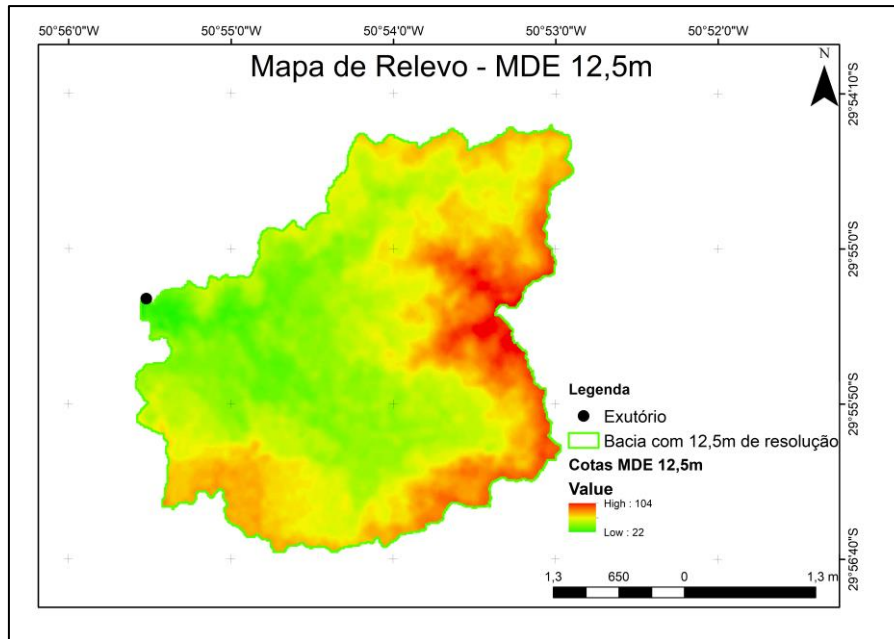 50°56'0"W 50°55'0"W 50°54'0"W 50°53'0"W 50°52'0"W
Mapa de Relevo - MDE 12,5m
N
29°54'10"S
29°55'0"S
29°55'50"S
29°56'40"S
Legenda
Exutório
Bacia com 12,5m de resolução
Cotas MDE 12,5m
Value
High : 104
Low : 22
1,3 650 0 1,3 m